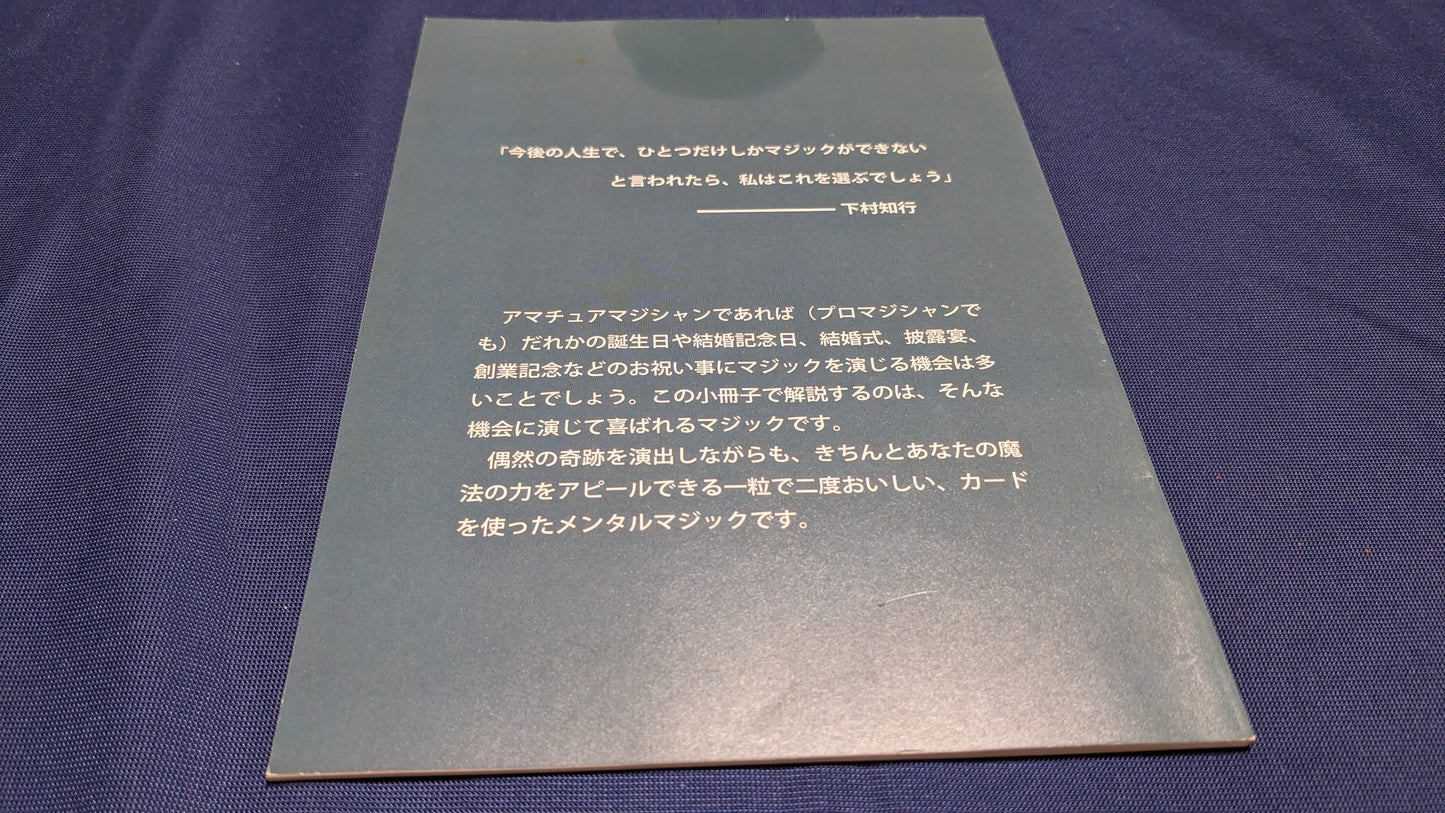 「今後の人生で、ひとつだけしかマジックができない
と言われたら、私はこれを選ぶでしょう」
下村知行
アマチュアマジシャンであれば（プロマジシャンで
も）だれかの誕生日や結婚記念日、結婚式、披露宴、
創業記念などのお祝い事にマジックを演じる機会は多
いことでしょう。この小冊子で解説するのは、そんな
機会に演じて喜ばれるマジックです。
偶然の奇跡を演出しながらも、きちんとあなたの魔
法の力をアピールできる一粒で二度おいしい、カード
を使ったメンタルマジックです。